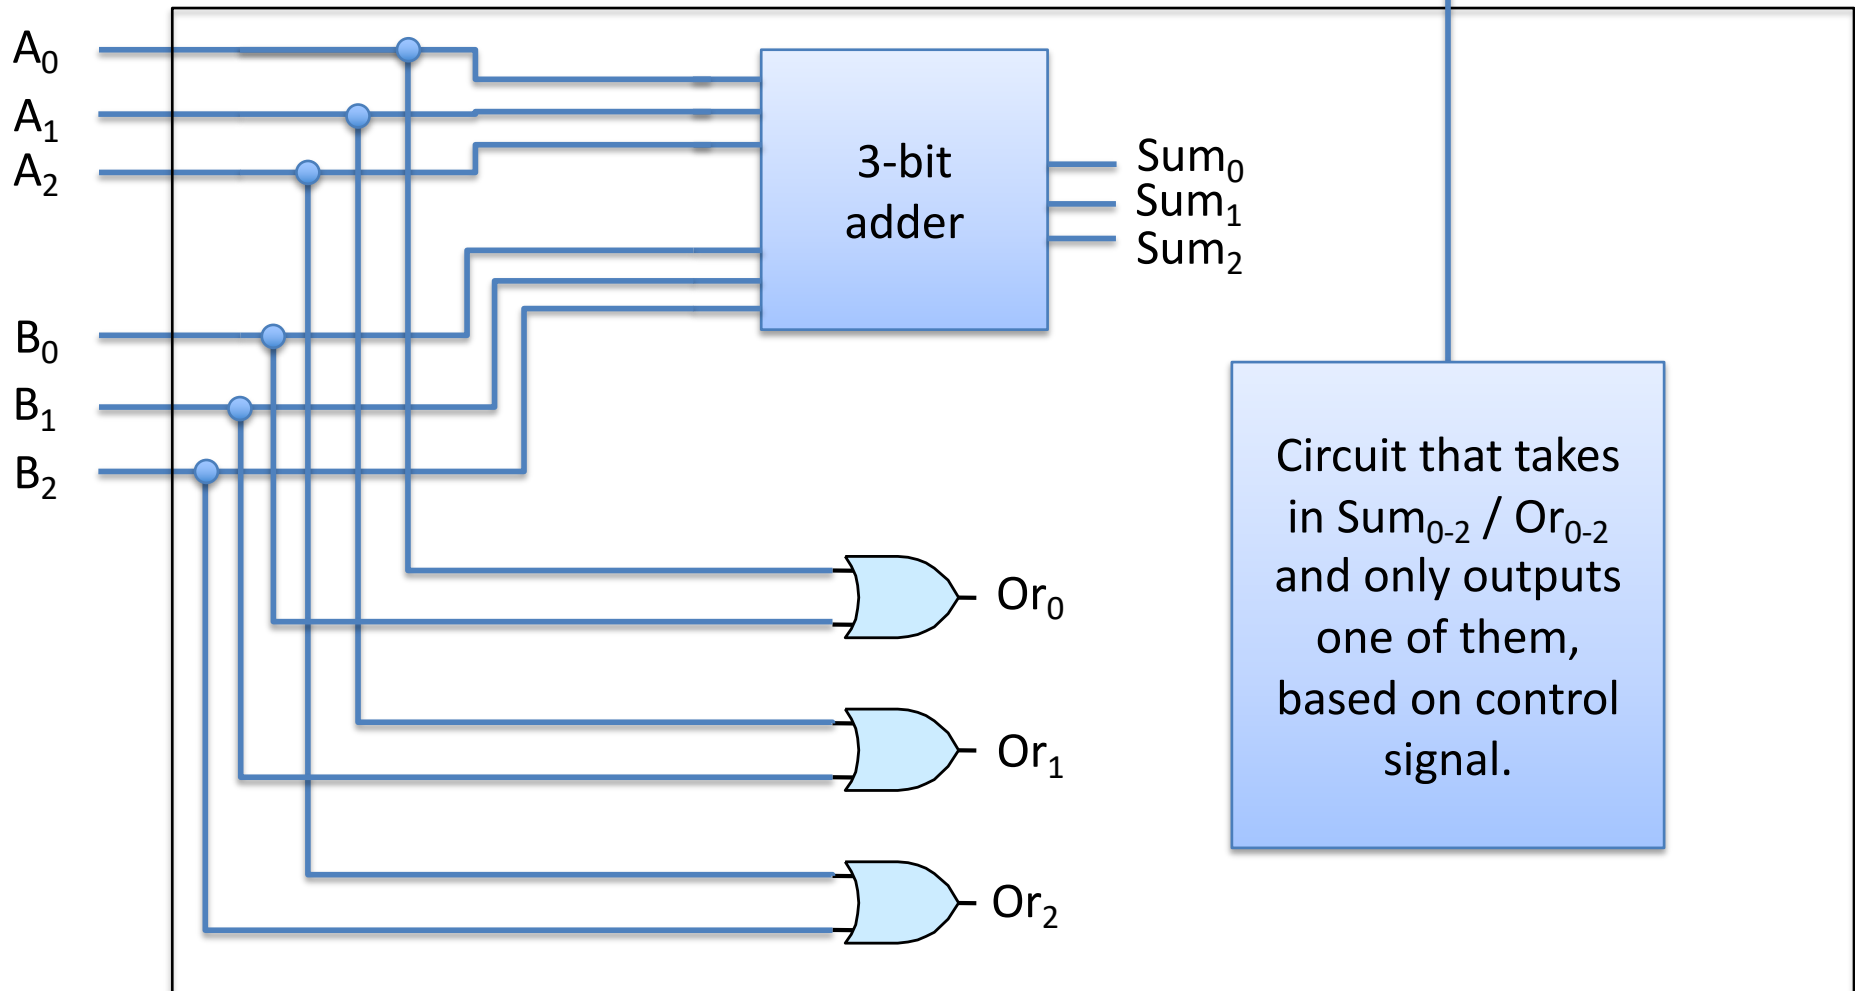 A₀
A₁
A₂
B₀
B₁
B₂
3-bit
adder
Sum₀
Sum₁
Sum₂
Or₀
Or₁
Or₂
Circuit that takes
in Sum₀₋₂ / Or₀₋₂
and only outputs
one of them,
based on control
signal.